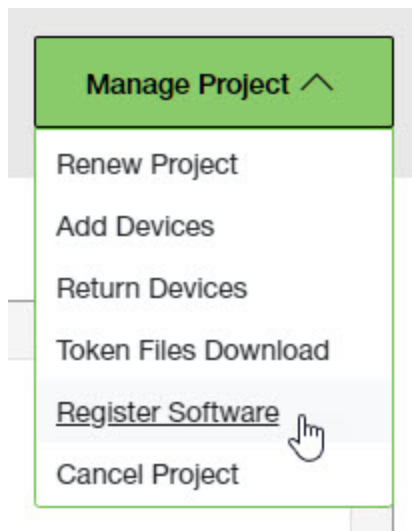 Manage Project
Renew Project
Add Devices
Return Devices
Token Files Download
Register Software
Cancel Project